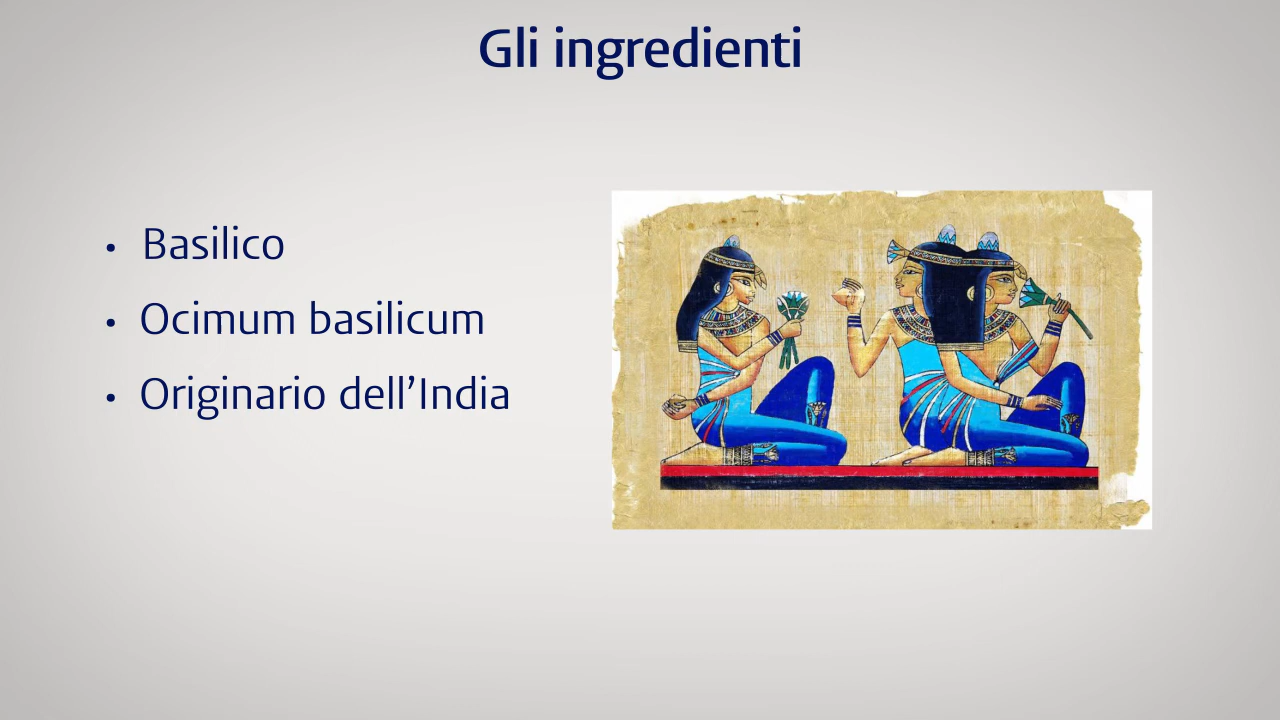 Gli ingredienti
• Basilico
• Ocimum basilicum
• Originario dell’India